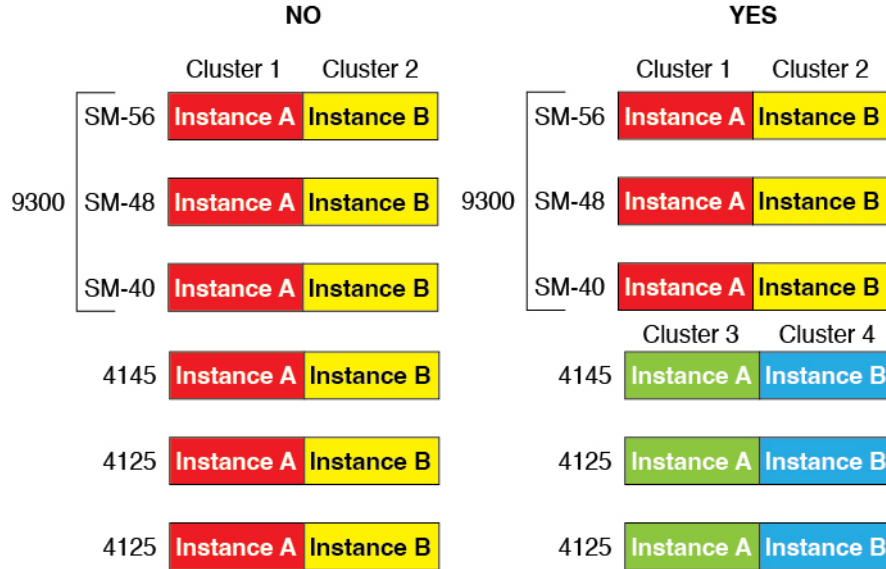 NO YES
Cluster 1 Cluster 2 Cluster 1 Cluster 2
SM-56 Instance A Instance B SM-56 Instance A Instance B
9300 SM-48 Instance A Instance B 9300 SM-48 Instance A Instance B
SM-40 Instance A Instance B SM-40 Instance A Instance B
Cluster 3 Cluster 4
4145 Instance A Instance B 4145 Instance A Instance B
4125 Instance A Instance B 4125 Instance A Instance B
4125 Instance A Instance B 4125 Instance A Instance B